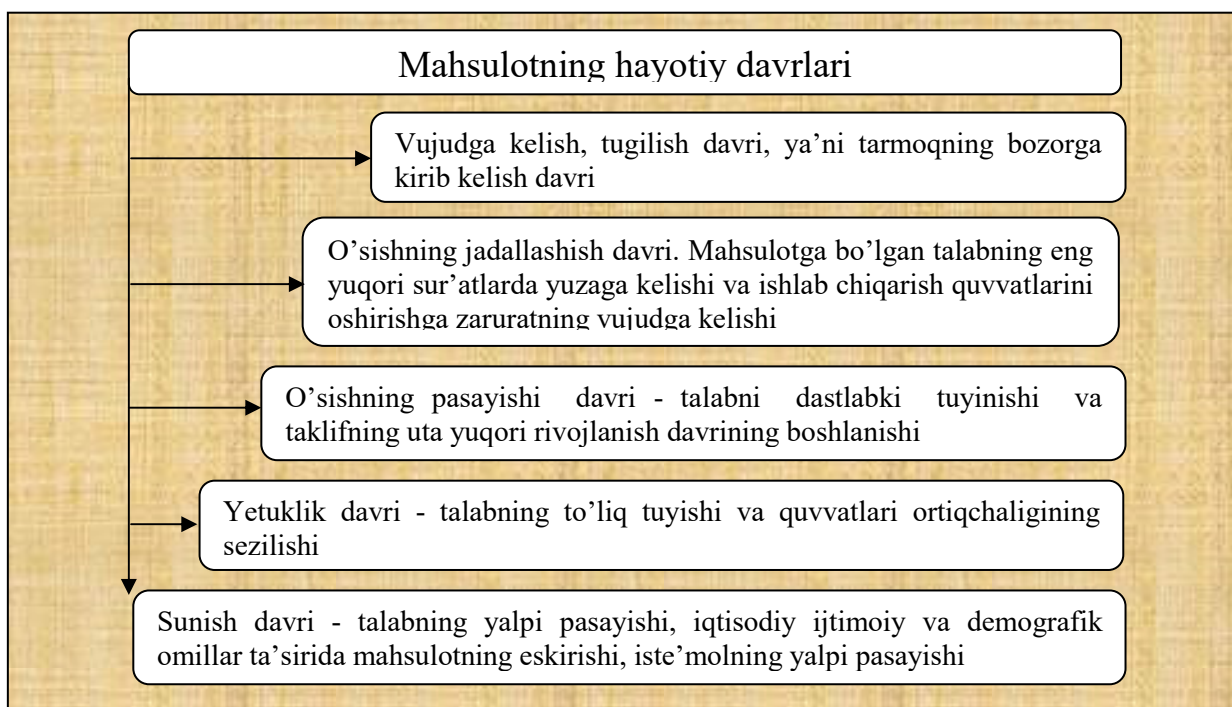 Mahsulotning hayotiy davrlari
Vujudga kelish, tugilish davri, ya’ni tarmoqning bozorga
kirib kelish davri
O’sishning jadallashish davri. Mahsulotga bo’lgan talabning eng
yuqori sur’atlarda yuzaga kelishi va ishlab chiqarish quvvatlarini
oshirishga zaruratning vujudga kelishi
O’sishning pasayishi davri - talabni dastlabki tuyinishi va
taklifning uta yuqori rivojlanish davrining boshlanishi
Yetuklik davri - talabning to’liq tuyishi va quvvatlari ortiqchaligining
sezilishi
Sunish davri - talabning yalpi pasayishi, iqtisodiy ijtimoiy va demografik
omillar ta’sirida mahsulotning eskirishi, iste’molning yalpi pasayishi